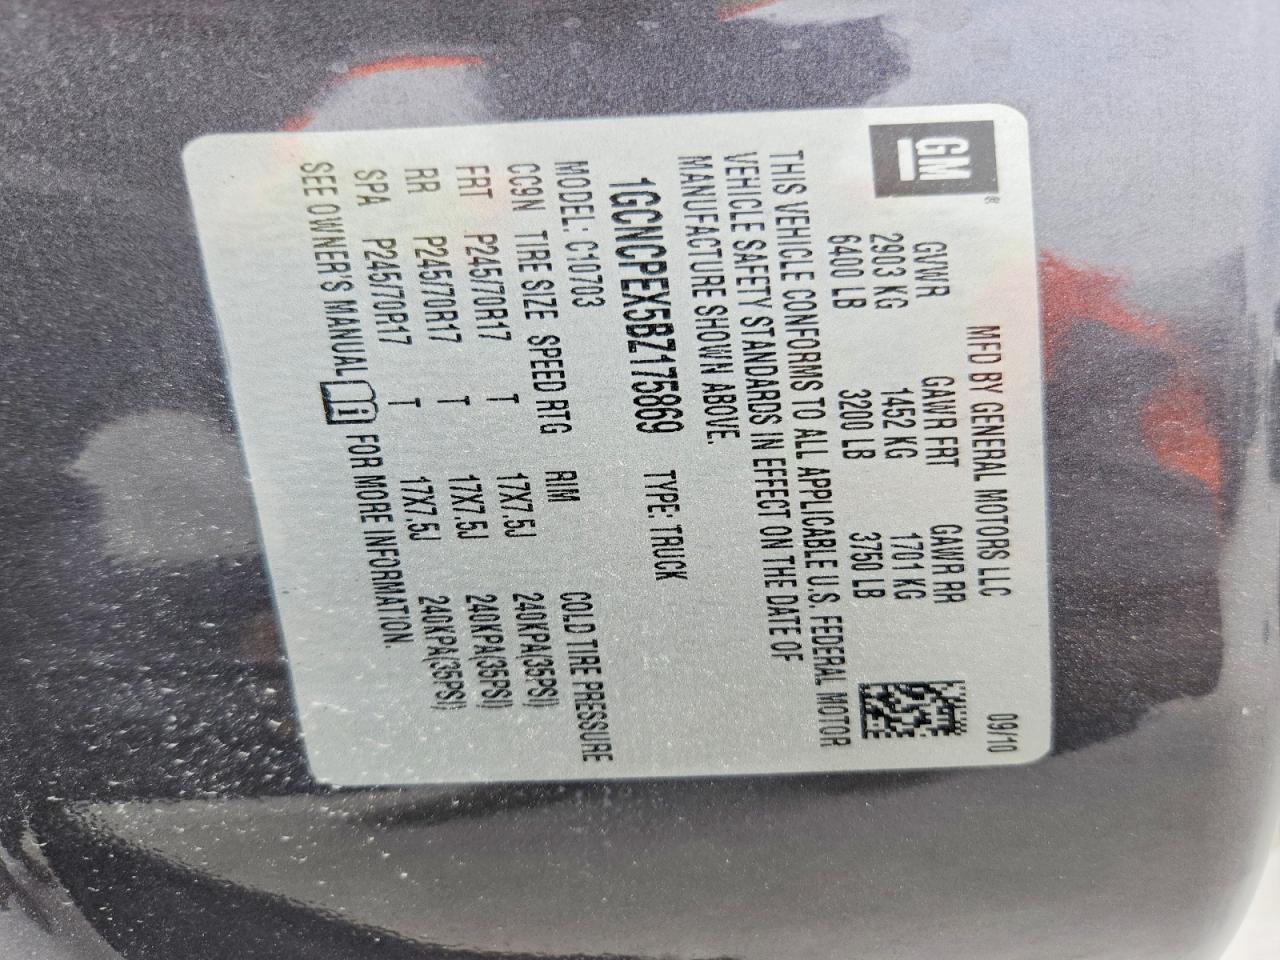 GM®
MFD BY GENERAL MOTORS LLC 09/10
GVWR GAWR FRT GAWR RR
2903 KG 1452 KG 1701 KG
6400 LB 3200 LB 3750 LB
THIS VEHICLE CONFORMS TO ALL APPLICABLE U.S. FEDERAL MOTOR
VEHICLE SAFETY STANDARDS IN EFFECT ON THE DATE OF
MANUFACTURE SHOWN ABOVE.
1GCNCPEX5BZ175869 TYPE: TRUCK
MODEL: C10703
CC9N TIRE SIZE SPEED RTG RIM COLD TIRE PRESSURE
FRT P245/70R17 T 17X7.5J 240KPA(35PSI)
RR P245/70R17 T 17X7.5J 240KPA(35PSI)
SPA P245/70R17 T 17X7.5J 240KPA(35PSI)
SEE OWNER'S MANUAL FOR MORE INFORMATION.